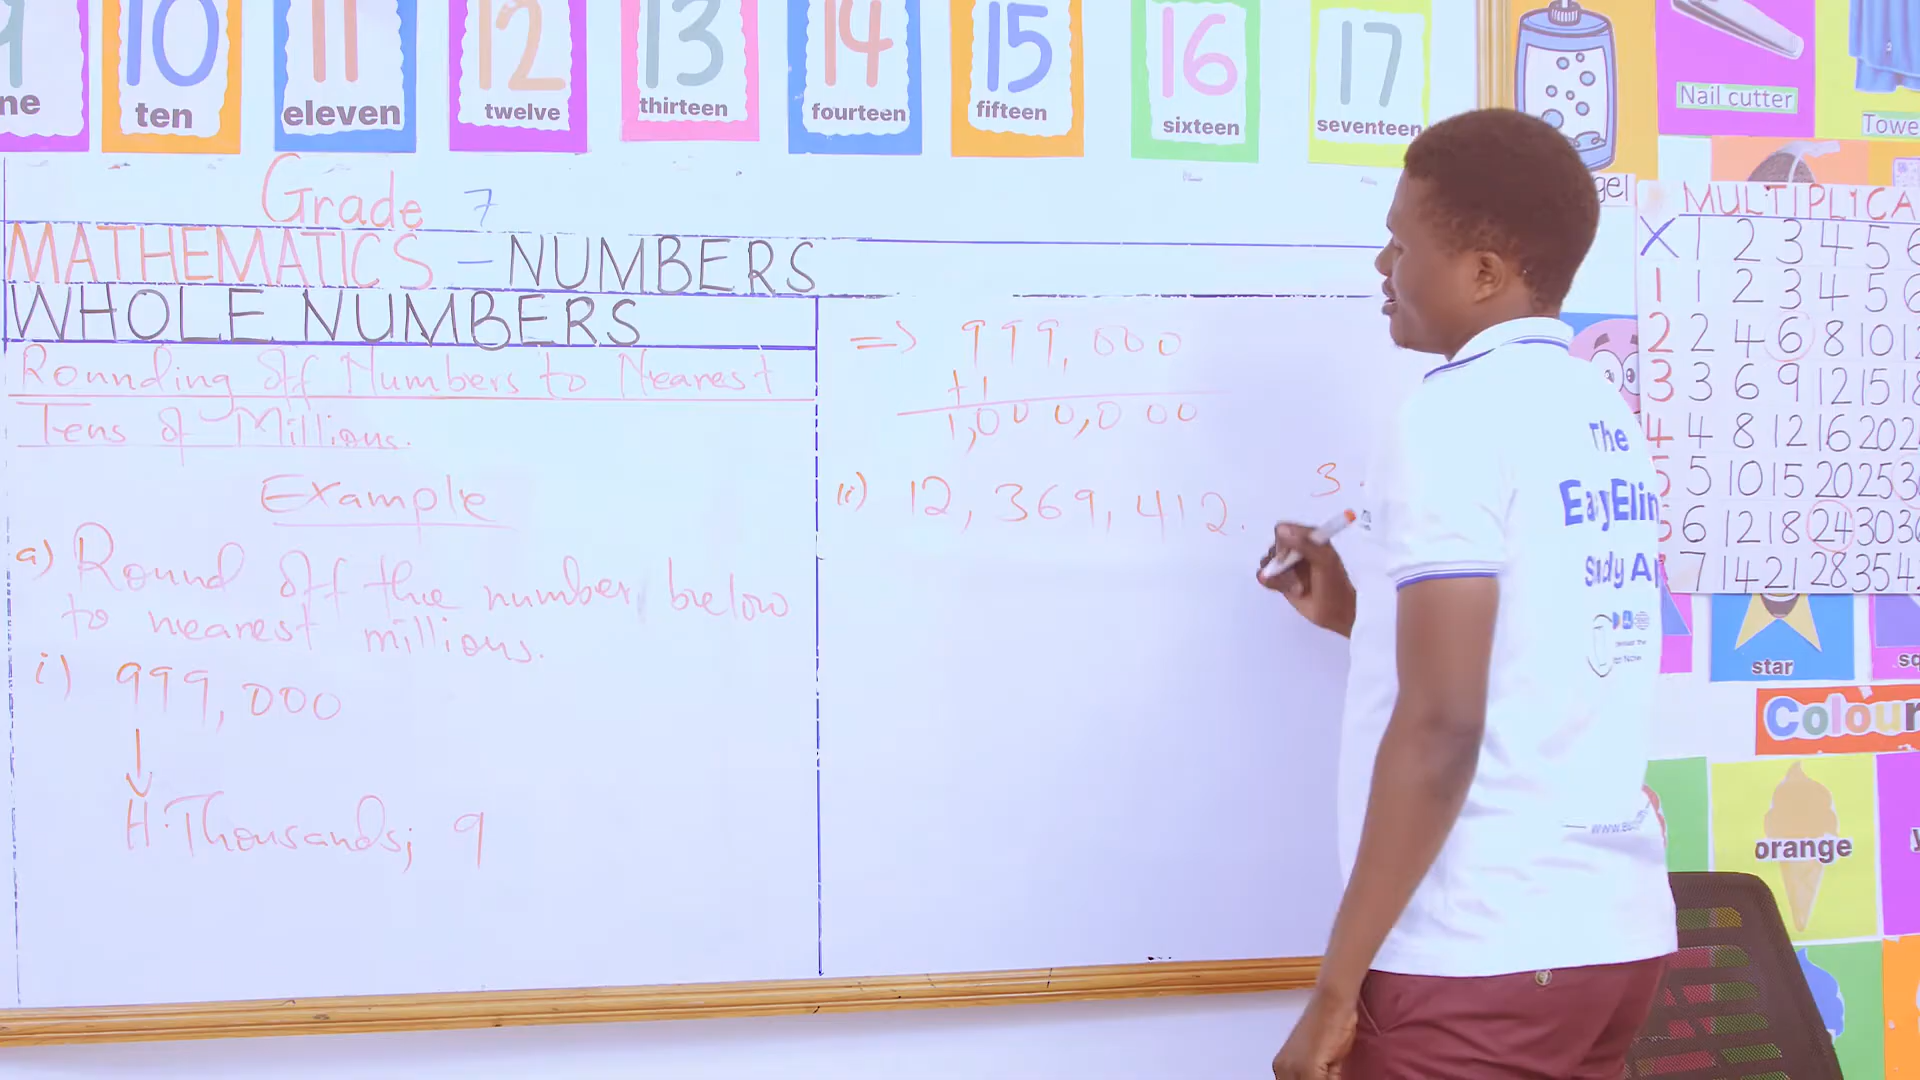 9 10 11 12 13 14 15 16 17
ten eleven twelve thirteen fourteen fifteen sixteen seventeen
Nail cutter
Grade 7
MATHEMATICS - NUMBERS
WHOLE NUMBERS
Rounding off Numbers to Nearest
Tens of Millions.
Example
a) Round off the number below
to nearest millions.
i) 999,000
H. Thousands; 9
=> 999,000
+1
1,000,000
(i) 12, 369, 412.
3
The
Study
MULTIPLICA
X 1 2 3 4 5 6
1 1 2 3 4 5 6
2 2 4 6 8 10 12
3 3 6 9 12 15 18
4 4 8 12 16 20 2
5 5 10 15 20 25 3
6 12 18 24 30 3
7 14 21 28 35 4
star
Colour
orange